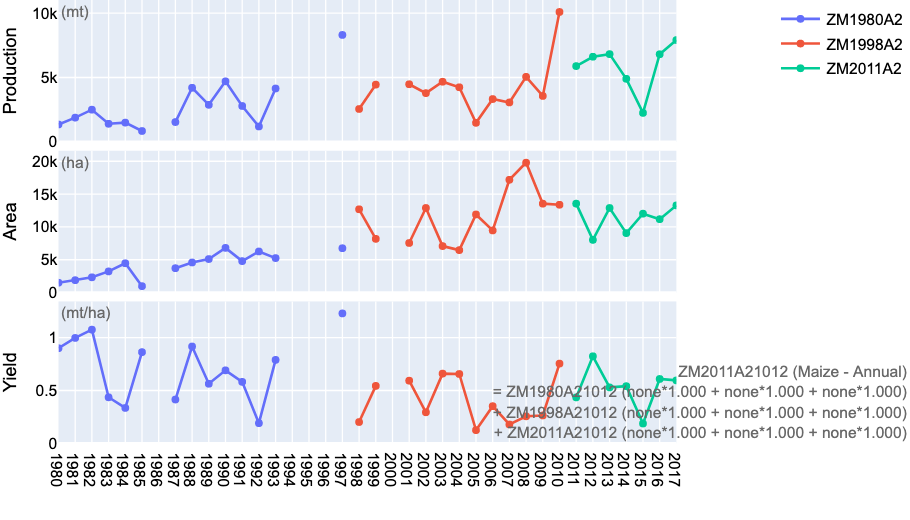 Production
(mt)
10k
5k
0
ZM1980A2
ZM1998A2
ZM2011A2
Area
(ha)
20k
15k
10k
5k
0
Yield
(mt/ha)
1
0.5
0
ZM2011A21012 (Maize - Annual)
= ZM1980A21012 (none*1.000 + none*1.000 + none*1.000)
+ ZM1998A21012 (none*1.000 + none*1.000 + none*1.000)
+ ZM2011A21012 (none*1.000 + none*1.000 + none*1.000)
1980
1981
1982
1983
1984
1985
1986
1987
1988
1989
1990
1991
1992
1993
1994
1995
1996
1997
1998
1999
2000
2001
2002
2003
2004
2005
2006
2007
2008
2009
2010
2011
2012
2013
2014
2015
2016
2017